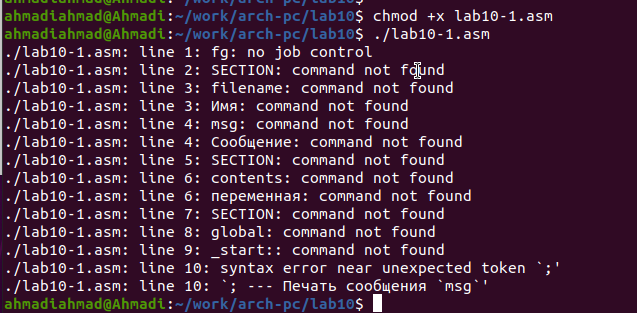 ahmadiahmad@Ahmadi:~/work/arch-pc/lab10$ chmod +x lab10-1.asm
ahmadiahmad@Ahmadi:~/work/arch-pc/lab10$ ./lab10-1.asm
./lab10-1.asm: line 1: fg: no job control
./lab10-1.asm: line 2: SECTION: command not found
./lab10-1.asm: line 3: filename: command not found
./lab10-1.asm: line 3: Имя: command not found
./lab10-1.asm: line 4: msg: command not found
./lab10-1.asm: line 4: Сообщение: command not found
./lab10-1.asm: line 5: SECTION: command not found
./lab10-1.asm: line 6: contents: command not found
./lab10-1.asm: line 6: переменная: command not found
./lab10-1.asm: line 7: SECTION: command not found
./lab10-1.asm: line 8: global: command not found
./lab10-1.asm: line 9: _start:: command not found
./lab10-1.asm: line 10: syntax error near unexpected token `;'
./lab10-1.asm: line 10: `; --- Печать сообщения `msg`'
ahmadiahmad@Ahmadi:~/work/arch-pc/lab10$